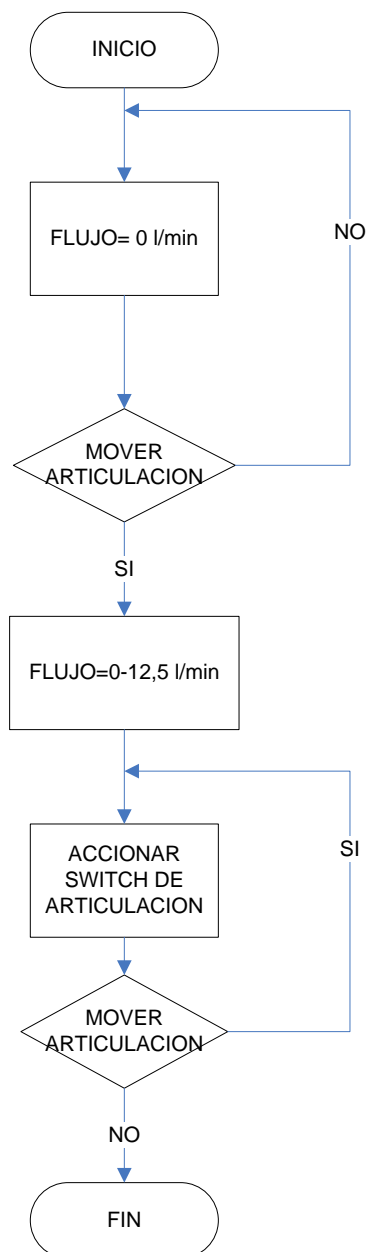 INICIO
FLUJO= 0 l/min
NO
MOVER
ARTICULACION
SI
FLUJO=0-12,5 l/min
ACCIONAR
SWITCH DE
ARTICULACION
SI
MOVER
ARTICULACION
NO
FIN